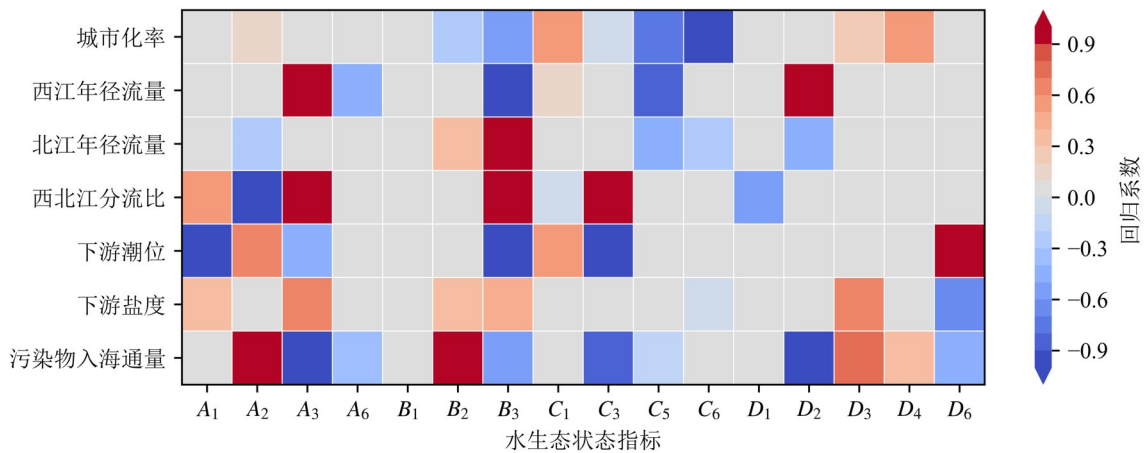 城市化率
西江年径流量
北江年径流量
西北江分流比
下游潮位
下游盐度
污染物入海通量
A₁ A₂ A₃ A₆ B₁ B₂ B₃ C₁ C₃ C₅ C₆ D₁ D₂ D₃ D₄ D₆
水生态状态指标
0.9
0.6
0.3
0.0
−0.3
−0.6
−0.9
回归系数